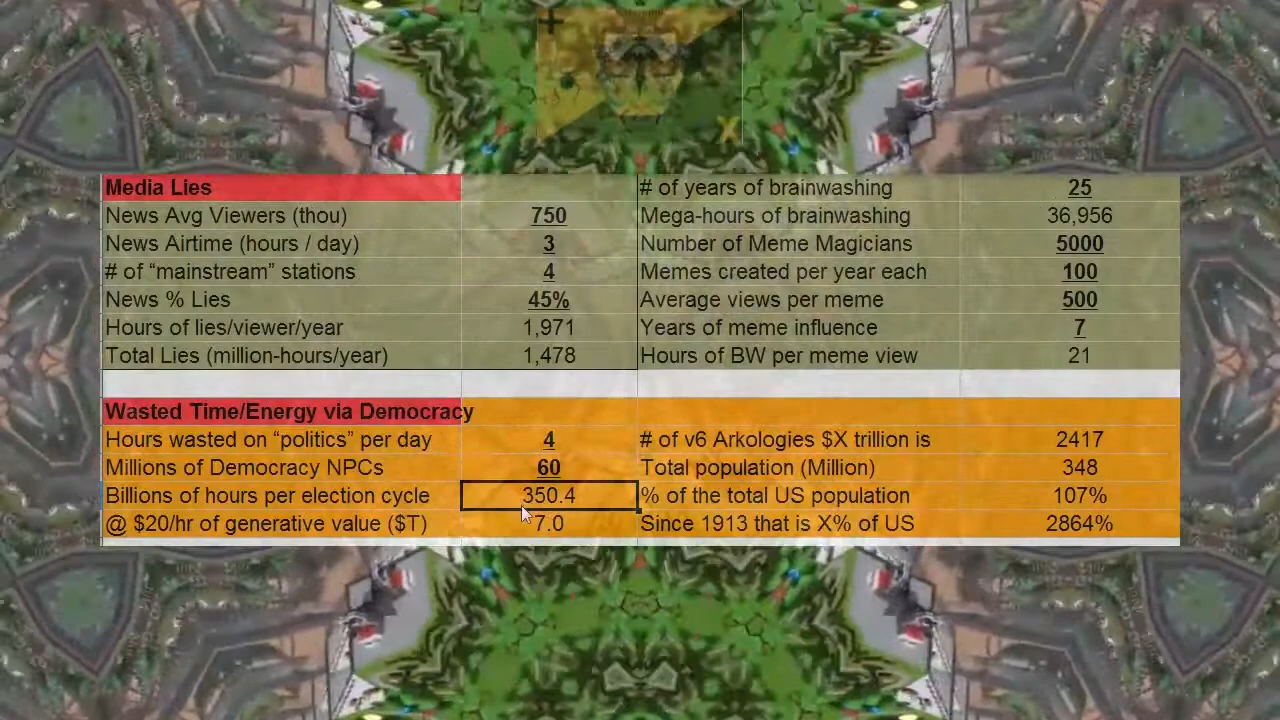 +
X
Media Lies # of years of brainwashing 25
News Avg Viewers (thou) 750 Mega-hours of brainwashing 36,956
News Airtime (hours / day) 3 Number of Meme Magicians 5000
# of “mainstream” stations 4 Memes created per year each 100
News % Lies 45% Average views per meme 500
Hours of lies/viewer/year 1,971 Years of meme influence 7
Total Lies (million-hours/year) 1,478 Hours of BW per meme view 21
Wasted Time/Energy via Democracy
Hours wasted on “politics” per day 4 # of v6 Arkologies $X trillion is 2417
Millions of Democracy NPCs 60 Total population (Million) 348
Billions of hours per election cycle 350.4 % of the total US population 107%
@ $20/hr of generative value ($T) 7.0 Since 1913 that is X% of US 2864%